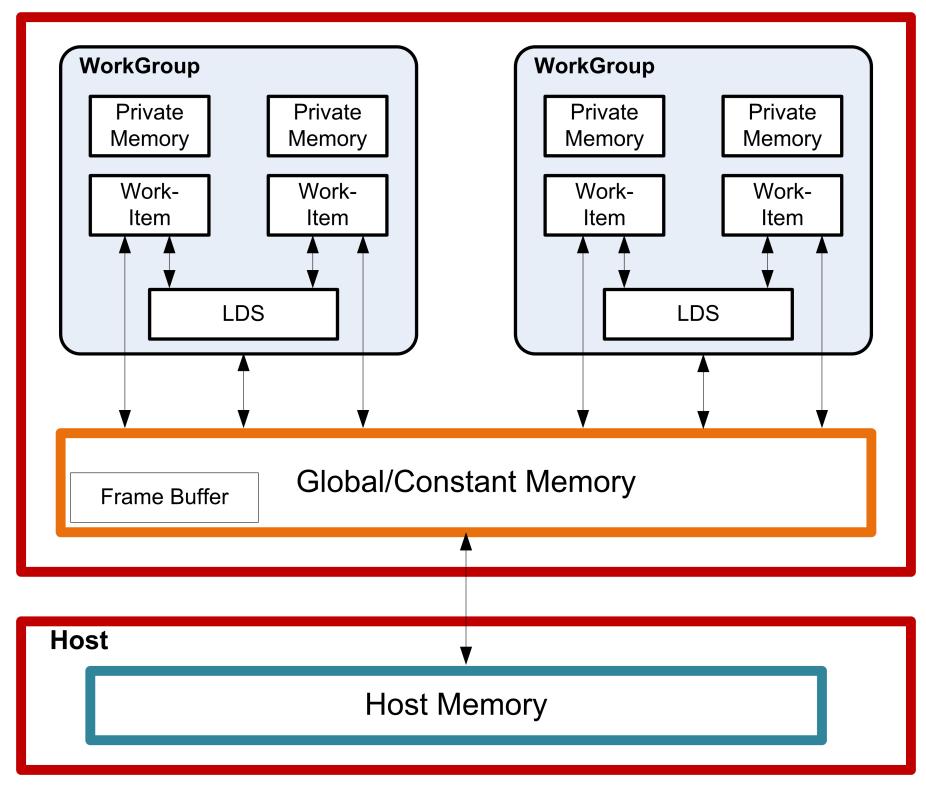 WorkGroup
Private
Memory
Private
Memory
Work-
Item
Work-
Item
LDS
WorkGroup
Private
Memory
Private
Memory
Work-
Item
Work-
Item
LDS
Global/Constant Memory
Frame Buffer
Host
Host Memory